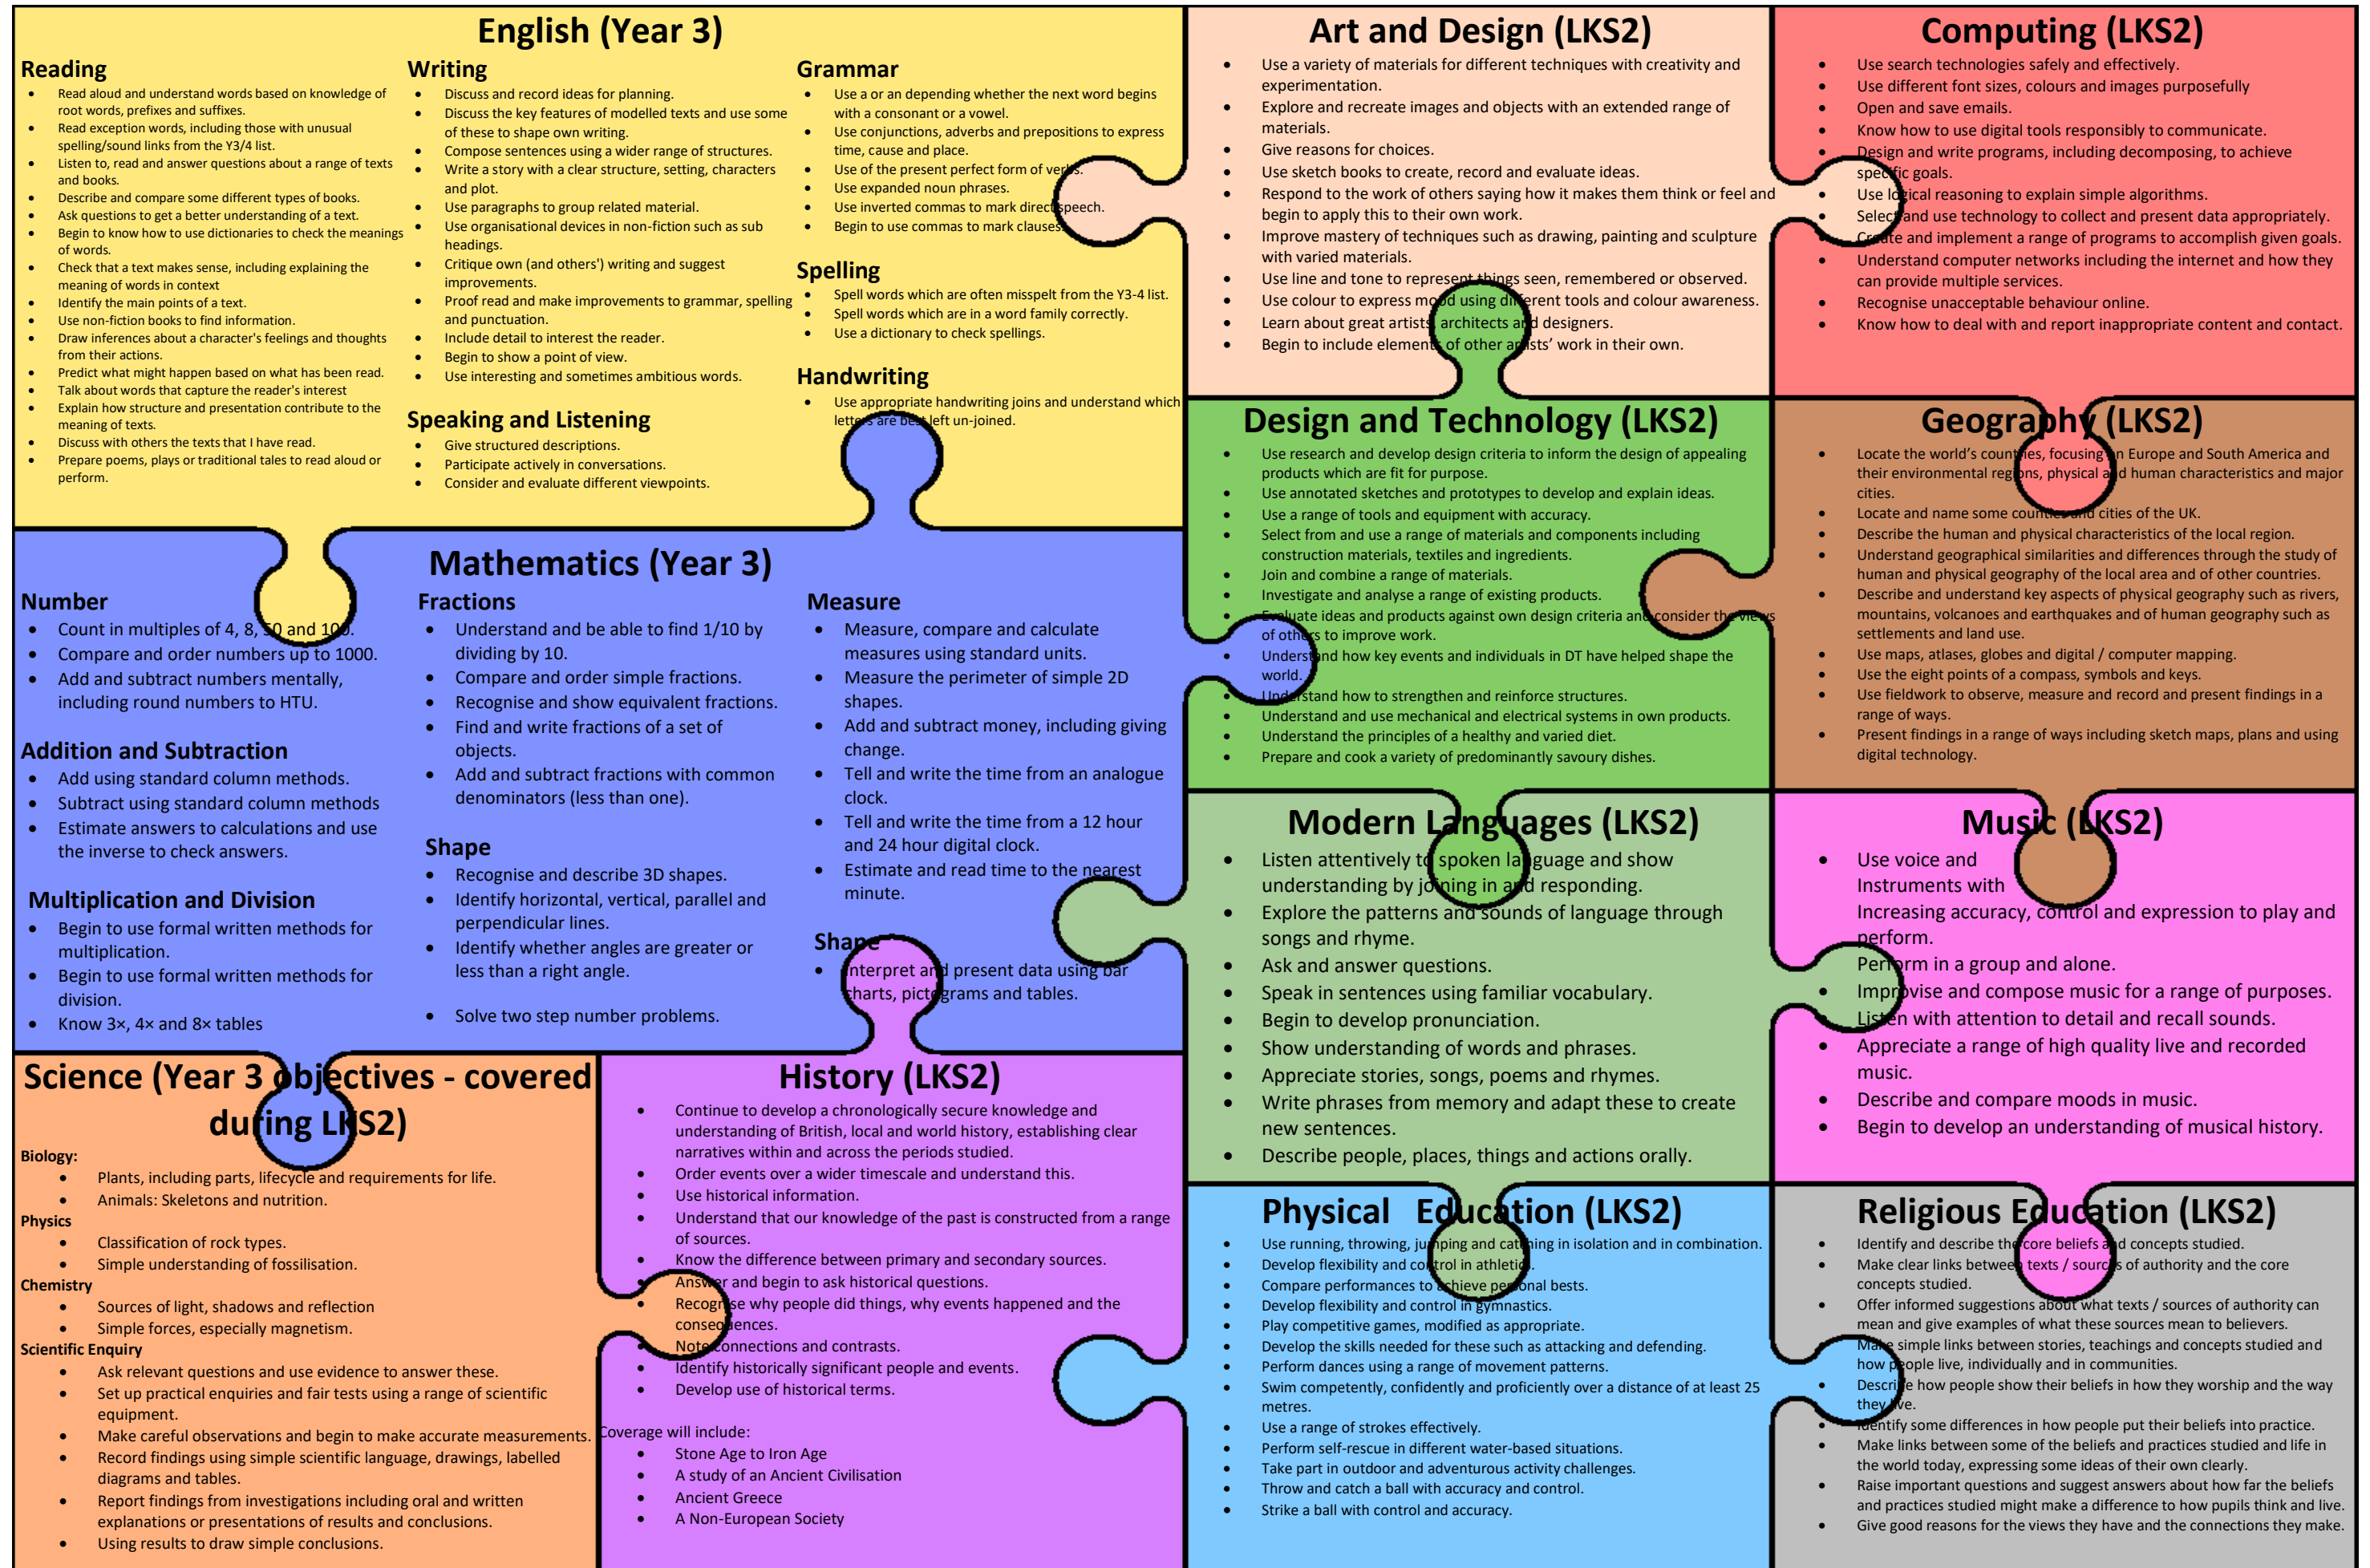 English (Year 3)
Reading
• Read aloud and understand words based on knowledge of
root words, prefixes and suffixes.
• Read exception words, including those with unusual
spelling/sound links from the Y3/4 list.
• Listen to, read and answer questions about a range of texts
and books.
• Describe and compare some different types of books.
• Ask questions to get a better understanding of a text.
• Begin to know how to use dictionaries to check the meanings
of words.
• Check that a text makes sense, including explaining the
meaning of words in context
• Identify the main points of a text.
• Use non-fiction books to find information.
• Draw inferences about a character's feelings and thoughts
from their actions.
• Predict what might happen based on what has been read.
• Talk about words that capture the reader's interest
• Explain how structure and presentation contribute to the
meaning of texts.
• Discuss with others the texts that I have read.
• Prepare poems, plays or traditional tales to read aloud or
perform.
Writing
• Discuss and record ideas for planning.
• Discuss the key features of modelled texts and use some
of these to shape own writing.
• Compose sentences using a wider range of structures.
• Write a story with a clear structure, setting, characters
and plot.
• Use paragraphs to group related material.
• Use organisational devices in non-fiction such as sub
headings.
• Critique own (and others') writing and suggest
improvements.
• Proof read and make improvements to grammar, spelling
and punctuation.
• Include detail to interest the reader.
• Begin to show a point of view.
• Use interesting and sometimes ambitious words.
Speaking and Listening
• Give structured descriptions.
• Participate actively in conversations.
• Consider and evaluate different viewpoints.
Grammar
• Use a or an depending whether the next word begins
with a consonant or a vowel.
• Use conjunctions, adverbs and prepositions to express
time, cause and place.
• Use of the present perfect form of verbs.
• Use expanded noun phrases.
• Use inverted commas to mark direct speech.
• Begin to use commas to mark clauses.
Spelling
• Spell words which are often misspelt from the Y3-4 list.
• Spell words which are in a word family correctly.
• Use a dictionary to check spellings.
Handwriting
• Use appropriate handwriting joins and understand which
letters are best left un-joined.
Art and Design (LKS2)
• Use a variety of materials for different techniques with creativity and
experimentation.
• Explore and recreate images and objects with an extended range of
materials.
• Give reasons for choices.
• Use sketch books to create, record and evaluate ideas.
• Respond to the work of others saying how it makes them think or feel and
begin to apply this to their own work.
• Improve mastery of techniques such as drawing, painting and sculpture
with varied materials.
• Use line and tone to represent things seen, remembered or observed.
• Use colour to express mood using different tools and colour awareness.
• Learn about great artists, architects and designers.
• Begin to include elements of other artists' work in their own.
Computing (LKS2)
• Use search technologies safely and effectively.
• Use different font sizes, colours and images purposefully
• Open and save emails.
• Know how to use digital tools responsibly to communicate.
• Design and write programs, including decomposing, to achieve
specific goals.
• Use logical reasoning to explain simple algorithms.
• Select and use technology to collect and present data appropriately.
• Create and implement a range of programs to accomplish given goals.
• Understand computer networks including the internet and how they
can provide multiple services.
• Recognise unacceptable behaviour online.
• Know how to deal with and report inappropriate content and contact.
Mathematics (Year 3)
Number
• Count in multiples of 4, 8, 50 and 100.
• Compare and order numbers up to 1000.
• Add and subtract numbers mentally,
including round numbers to HTU.
Addition and Subtraction
• Add using standard column methods.
• Subtract using standard column methods
• Estimate answers to calculations and use
the inverse to check answers.
Multiplication and Division
• Begin to use formal written methods for
multiplication.
• Begin to use formal written methods for
division.
• Know 3×, 4× and 8× tables
Fractions
• Understand and be able to find 1/10 by
dividing by 10.
• Compare and order simple fractions.
• Recognise and show equivalent fractions.
• Find and write fractions of a set of
objects.
• Add and subtract fractions with common
denominators (less than one).
Shape
• Recognise and describe 3D shapes.
• Identify horizontal, vertical, parallel and
perpendicular lines.
• Identify whether angles are greater or
less than a right angle.
• Solve two step number problems.
Measure
• Measure, compare and calculate
measures using standard units.
• Measure the perimeter of simple 2D
shapes.
• Add and subtract money, including giving
change.
• Tell and write the time from an analogue
clock.
• Tell and write the time from a 12 hour
and 24 hour digital clock.
• Estimate and read time to the nearest
minute.
Shape
• Interpret and present data using bar
charts, pictograms and tables.
Design and Technology (LKS2)
• Use research and develop design criteria to inform the design of appealing
products which are fit for purpose.
• Use annotated sketches and prototypes to develop and explain ideas.
• Use a range of tools and equipment with accuracy.
• Select from and use a range of materials and components including
construction materials, textiles and ingredients.
• Join and combine a range of materials.
• Investigate and analyse a range of existing products.
• Evaluate ideas and products against own design criteria and consider the views
of others to improve work.
• Understand how key events and individuals in DT have helped shape the
world.
• Understand how to strengthen and reinforce structures.
• Understand and use mechanical and electrical systems in own products.
• Understand the principles of a healthy and varied diet.
• Prepare and cook a variety of predominantly savoury dishes.
Geography (LKS2)
• Locate the world's countries, focusing on Europe and South America and
their environmental regions, physical and human characteristics and major
cities.
• Locate and name some counties and cities of the UK.
• Describe the human and physical characteristics of the local region.
• Understand geographical similarities and differences through the study of
human and physical geography of the local area and of other countries.
• Describe and understand key aspects of physical geography such as rivers,
mountains, volcanoes and earthquakes and of human geography such as
settlements and land use.
• Use maps, atlases, globes and digital / computer mapping.
• Use the eight points of a compass, symbols and keys.
• Use fieldwork to observe, measure and record and present findings in a
range of ways.
• Present findings in a range of ways including sketch maps, plans and using
digital technology.
Modern Languages (LKS2)
• Listen attentively to spoken language and show
understanding by joining in and responding.
• Explore the patterns and sounds of language through
songs and rhyme.
• Ask and answer questions.
• Speak in sentences using familiar vocabulary.
• Begin to develop pronunciation.
• Show understanding of words and phrases.
• Appreciate stories, songs, poems and rhymes.
• Write phrases from memory and adapt these to create
new sentences.
• Describe people, places, things and actions orally.
Music (LKS2)
• Use voice and
Instruments with
Increasing accuracy, control and expression to play and
perform.
Perform in a group and alone.
• Improvise and compose music for a range of purposes.
• Listen with attention to detail and recall sounds.
• Appreciate a range of high quality live and recorded
music.
• Describe and compare moods in music.
• Begin to develop an understanding of musical history.
Science (Year 3 objectives - covered
during LKS2)
Biology:
• Plants, including parts, lifecycle and requirements for life.
• Animals: Skeletons and nutrition.
Physics
• Classification of rock types.
• Simple understanding of fossilisation.
Chemistry
• Sources of light, shadows and reflection
• Simple forces, especially magnetism.
Scientific Enquiry
• Ask relevant questions and use evidence to answer these.
• Set up practical enquiries and fair tests using a range of scientific
equipment.
• Make careful observations and begin to make accurate measurements.
• Record findings using simple scientific language, drawings, labelled
diagrams and tables.
• Report findings from investigations including oral and written
explanations or presentations of results and conclusions.
• Using results to draw simple conclusions.
History (LKS2)
• Continue to develop a chronologically secure knowledge and
understanding of British, local and world history, establishing clear
narratives within and across the periods studied.
• Order events over a wider timescale and understand this.
• Use historical information.
• Understand that our knowledge of the past is constructed from a range
of sources.
• Know the difference between primary and secondary sources.
• Answer and begin to ask historical questions.
• Recognise why people did things, why events happened and the
consequences.
• Note connections and contrasts.
• Identify historically significant people and events.
• Develop use of historical terms.
Coverage will include:
• Stone Age to Iron Age
• A study of an Ancient Civilisation
• Ancient Greece
• A Non-European Society
Physical Education (LKS2)
• Use running, throwing, jumping and catching in isolation and in combination.
• Develop flexibility and control in athletics.
• Compare performances to achieve personal bests.
• Develop flexibility and control in gymnastics.
• Play competitive games, modified as appropriate.
• Develop the skills needed for these such as attacking and defending.
• Perform dances using a range of movement patterns.
• Swim competently, confidently and proficiently over a distance of at least 25
metres.
• Use a range of strokes effectively.
• Perform self-rescue in different water-based situations.
• Take part in outdoor and adventurous activity challenges.
• Throw and catch a ball with accuracy and control.
• Strike a ball with control and accuracy.
Religious Education (LKS2)
• Identify and describe the core beliefs and concepts studied.
• Make clear links between texts / sources of authority and the core
concepts studied.
• Offer informed suggestions about what texts / sources of authority can
mean and give examples of what these sources mean to believers.
• Make simple links between stories, teachings and concepts studied and
how people live, individually and in communities.
• Describe how people show their beliefs in how they worship and the way
they live.
• Identify some differences in how people put their beliefs into practice.
• Make links between some of the beliefs and practices studied and life in
the world today, expressing some ideas of their own clearly.
• Raise important questions and suggest answers about how far the beliefs
and practices studied might make a difference to how pupils think and live.
• Give good reasons for the views they have and the connections they make.